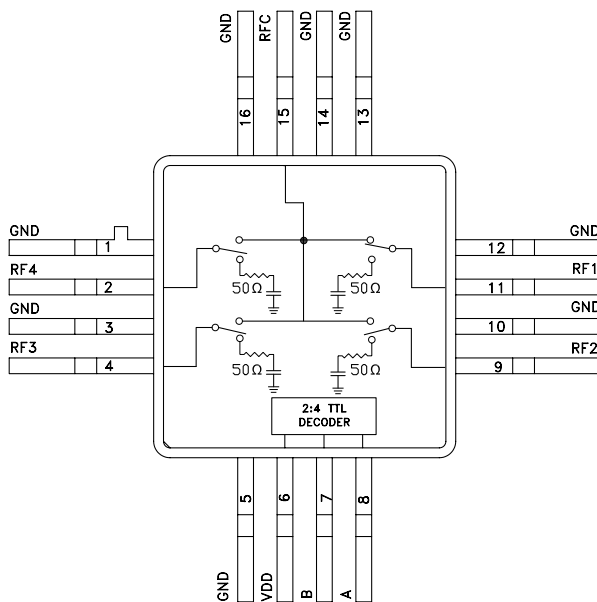 GND
RFC
GND
GND
16
15
14
13
GND
1
RF4
2
GND
3
RF3
4
GND
12
RF1
11
GND
10
RF2
9
50Ω
50Ω
50Ω
50Ω
2:4 TTL
DECODER
5
6
7
8
GND
VDD
B
A